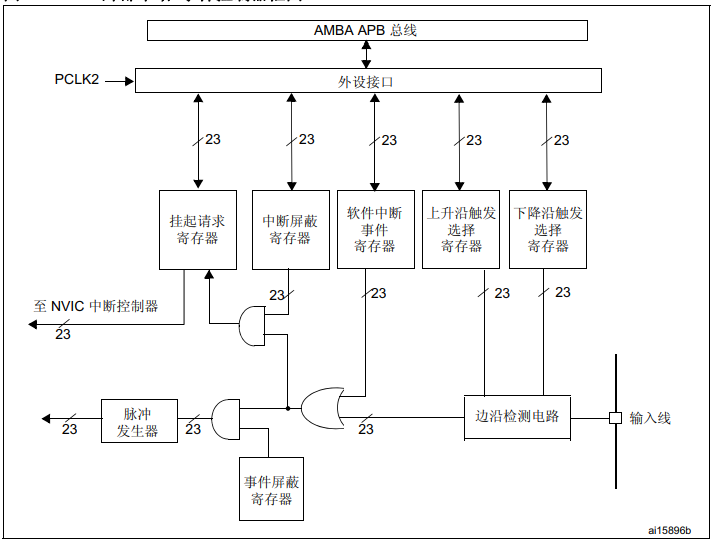 AMBA APB 总线
PCLK2
外设接口
23
23
23
23
23
挂起请求
寄存器
中断屏蔽
寄存器
软件中断
事件
寄存器
上升沿触发
选择
寄存器
下降沿触发
选择
寄存器
23
23
23
23
至 NVIC 中断控制器
23
脉冲
发生器
边沿检测电路
输入线
23
23
23
事件屏蔽
寄存器
ai15896b